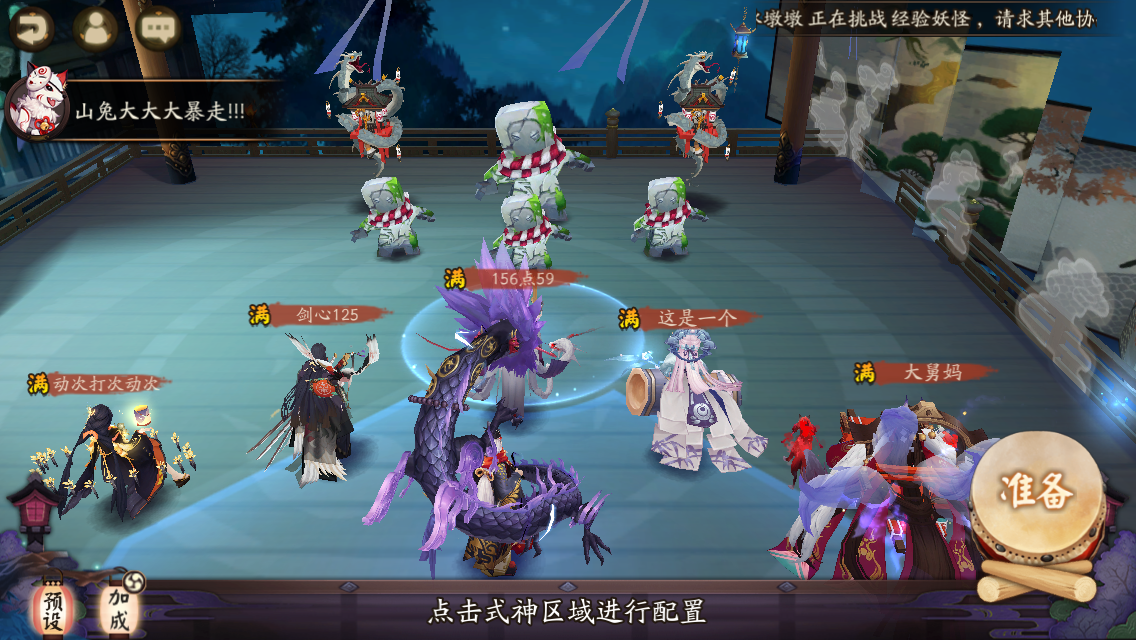 墩墩 正在挑战 经验妖怪，请求其他协
山兔大大大暴走!!!
满 156点59
满 剑心125
满 这是一个
满 动次打次动次
满 大舅妈
准备
预设
加成
点击式神区域进行配置